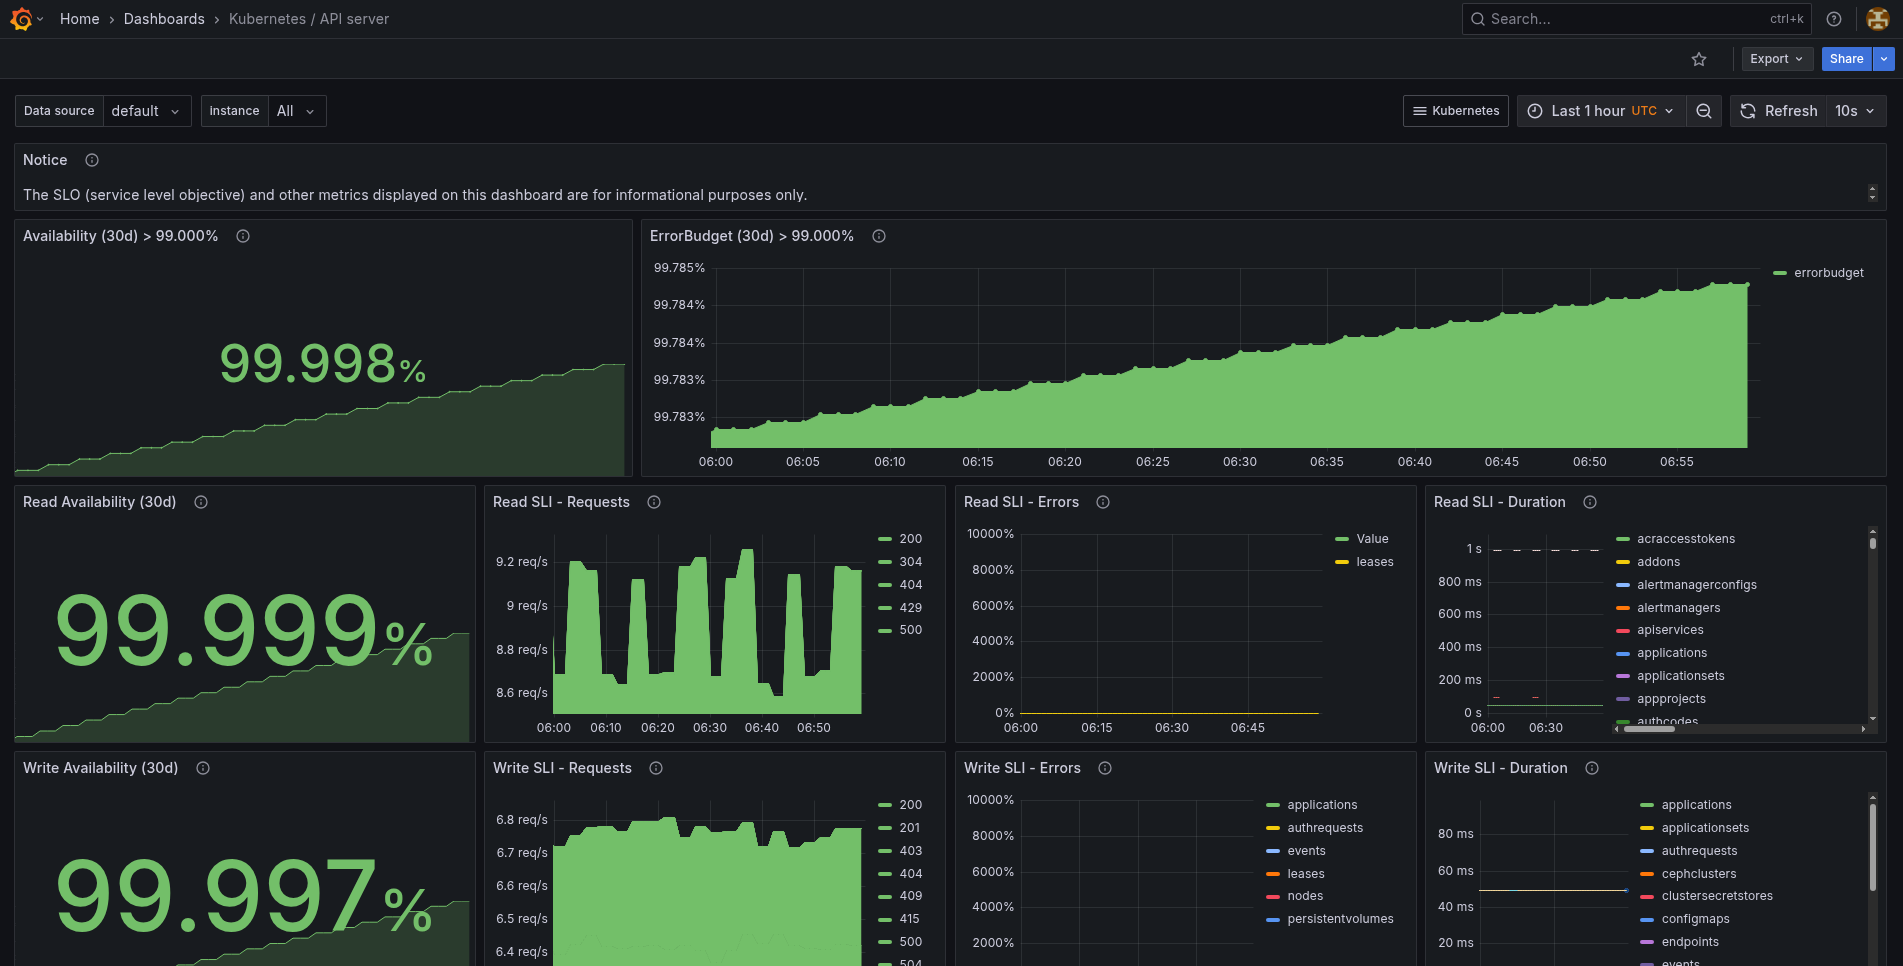 Home › Dashboards › Kubernetes / API server
Search... ctrl+k
Export
Share
Data source default
instance All
Kubernetes
Last 1 hour UTC
Refresh 10s
Notice
The SLO (service level objective) and other metrics displayed on this dashboard are for informational purposes only.
Availability (30d) > 99.000%
99.998%
ErrorBudget (30d) > 99.000%
99.785%
99.784%
99.784%
99.783%
99.783%
06:00 06:05 06:10 06:15 06:20 06:25 06:30 06:35 06:40 06:45 06:50 06:55
errorbudget
Read Availability (30d)
99.999%
Read SLI - Requests
9.2 req/s
9 req/s
8.8 req/s
8.6 req/s
06:00 06:10 06:20 06:30 06:40 06:50
200
304
404
429
500
Read SLI - Errors
10000%
8000%
6000%
4000%
2000%
0%
06:00 06:15 06:30 06:45
Value
leases
Read SLI - Duration
1 s
800 ms
600 ms
400 ms
200 ms
0 s
06:00 06:30
acraccesstokens
addons
alertmanagerconfigs
alertmanagers
apiservices
applications
applicationsets
appprojects
authcodes
Write Availability (30d)
99.997%
Write SLI - Requests
6.8 req/s
6.7 req/s
6.6 req/s
6.5 req/s
6.4 req/s
200
201
403
404
409
415
500
504
Write SLI - Errors
10000%
8000%
6000%
4000%
2000%
applications
authrequests
events
leases
nodes
persistentvolumes
Write SLI - Duration
80 ms
60 ms
40 ms
20 ms
applications
applicationsets
authrequests
cephclusters
clustersecretstores
configmaps
endpoints
events